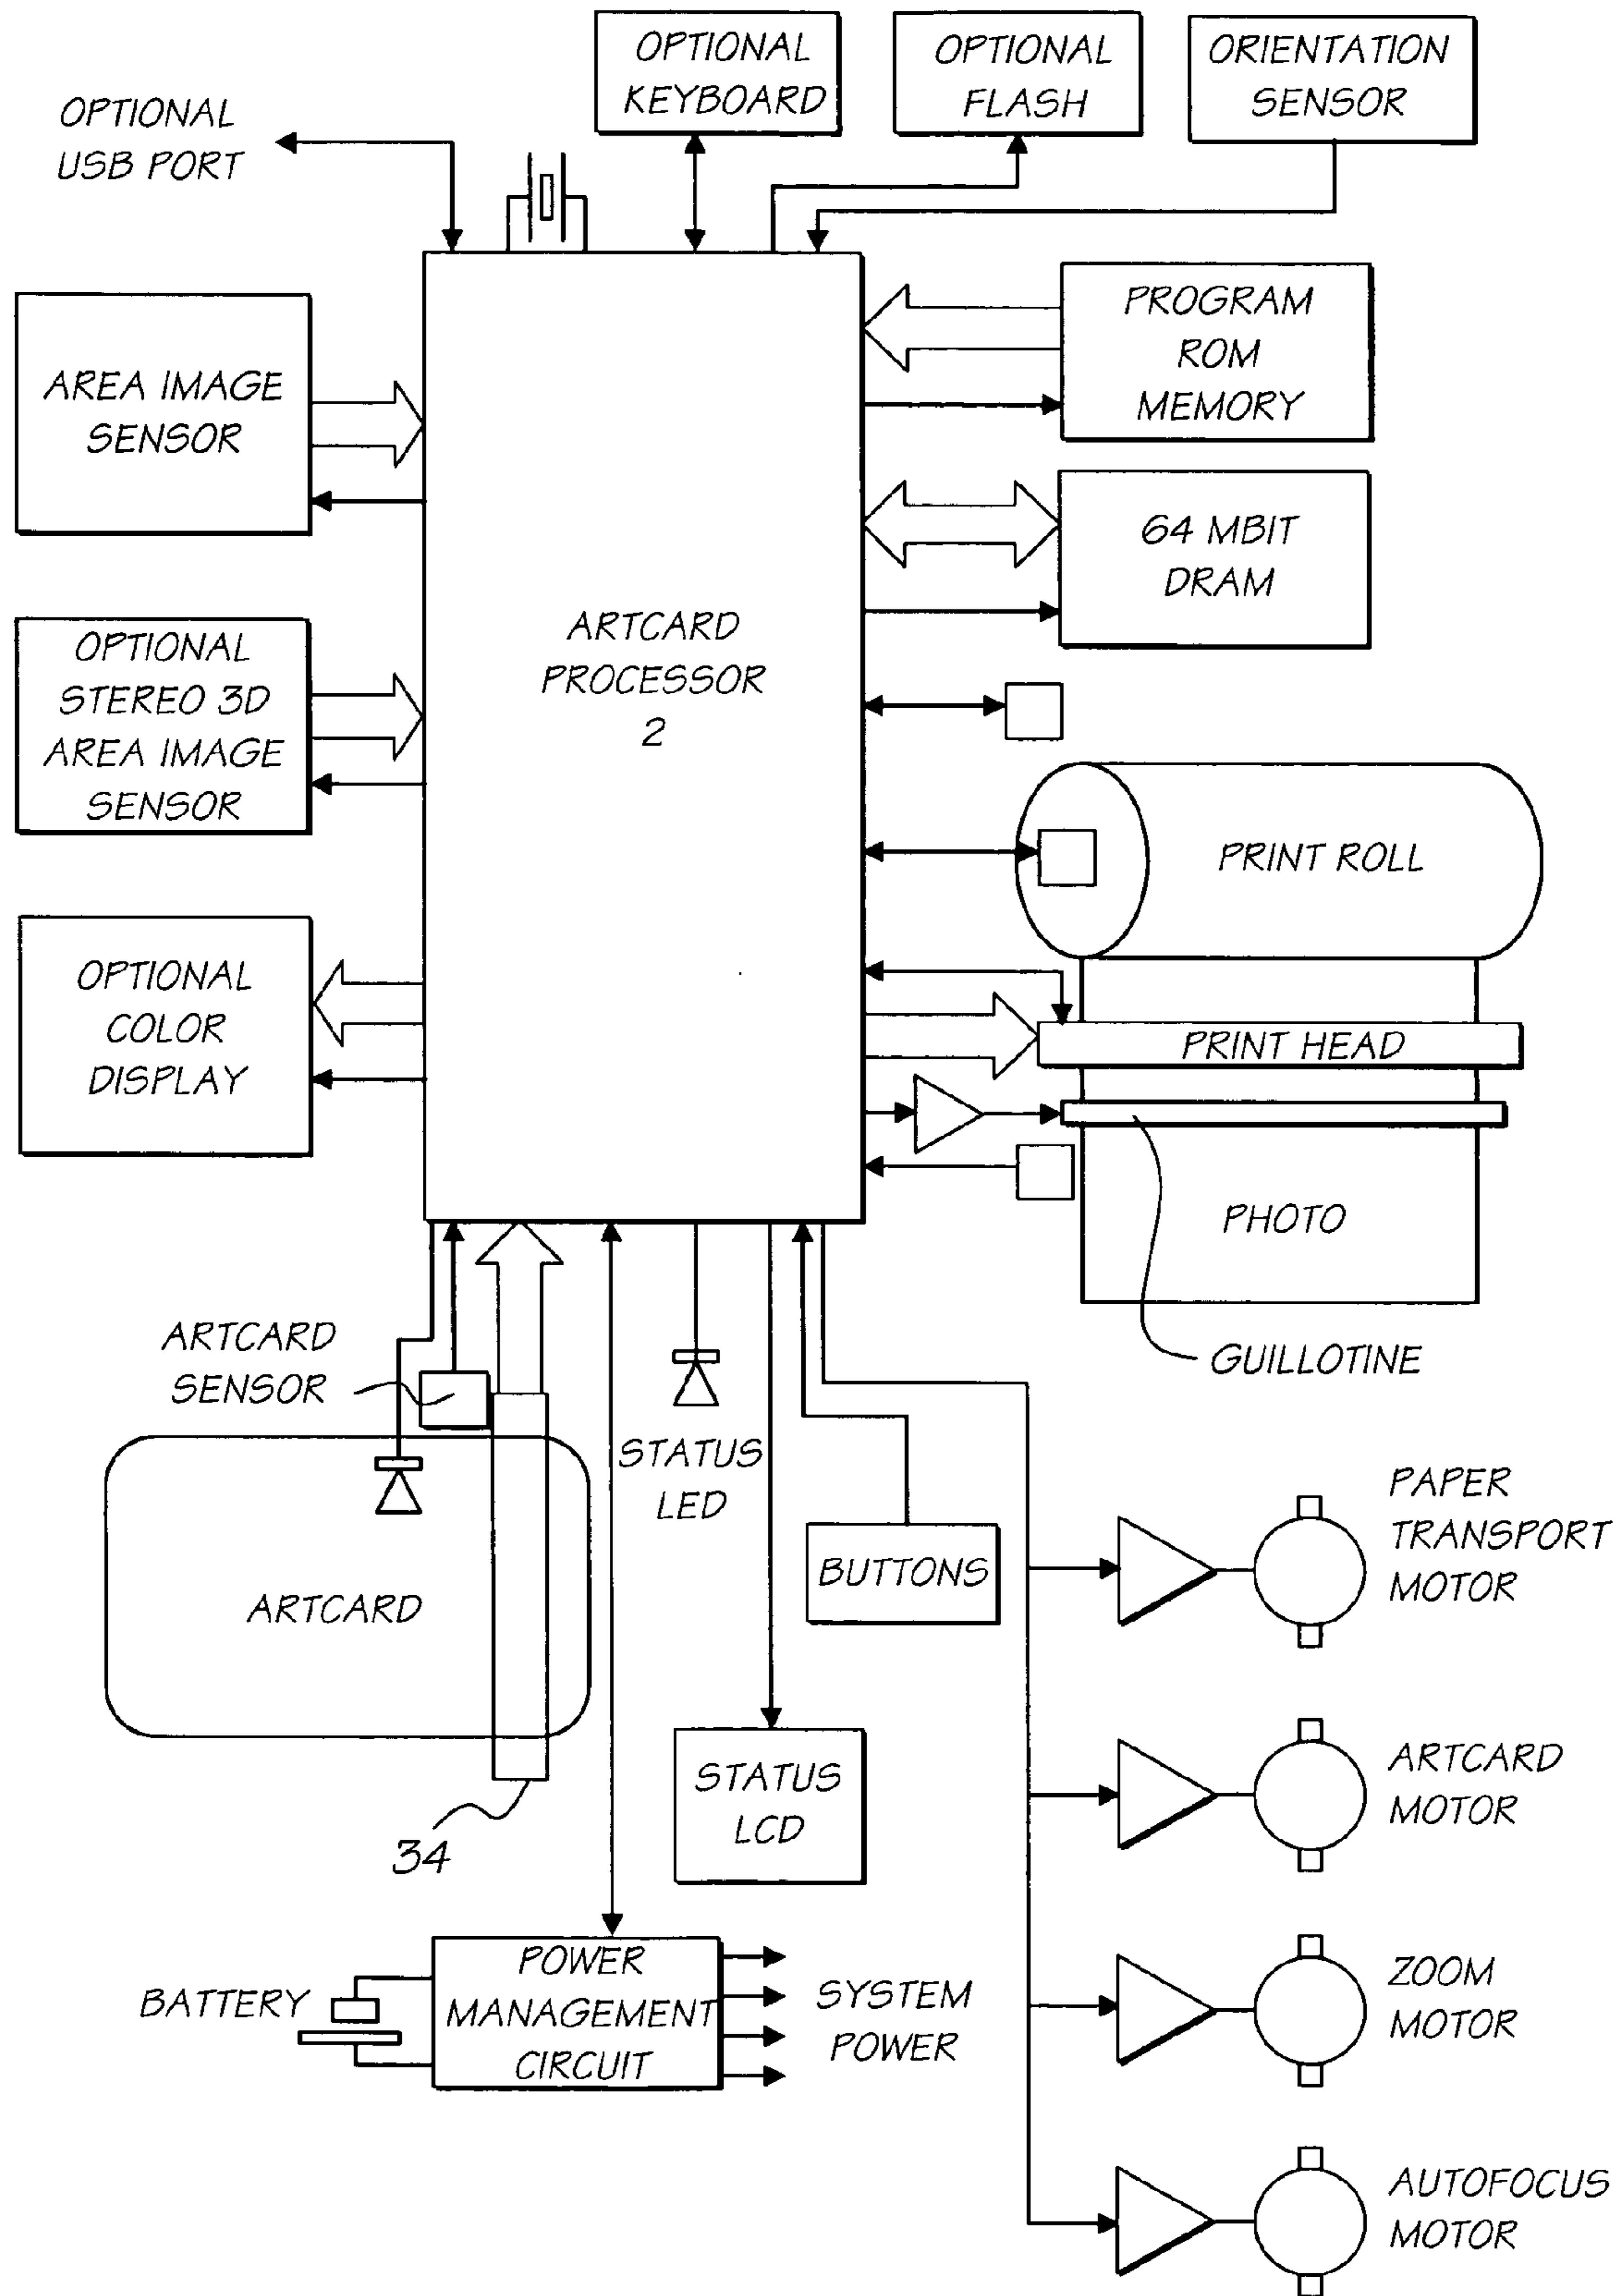 OPTIONAL
KEYBOARD
OPTIONAL
FLASH
ORIENTATION
SENSOR
OPTIONAL
USB PORT
AREA IMAGE
SENSOR
PROGRAM
ROM
MEMORY
64 MBIT
DRAM
ARTCARD
PROCESSOR
2
OPTIONAL
STEREO 3D
AREA IMAGE
SENSOR
PRINT ROLL
OPTIONAL
COLOR
DISPLAY
PRINT HEAD
PHOTO
GUILLOTINE
ARTCARD
SENSOR
STATUS
LED
ARTCARD
BUTTONS
PAPER
TRANSPORT
MOTOR
STATUS
LCD
ARTCARD
MOTOR
34
BATTERY
POWER
MANAGEMENT
CIRCUIT
SYSTEM
POWER
ZOOM
MOTOR
AUTOFOCUS
MOTOR